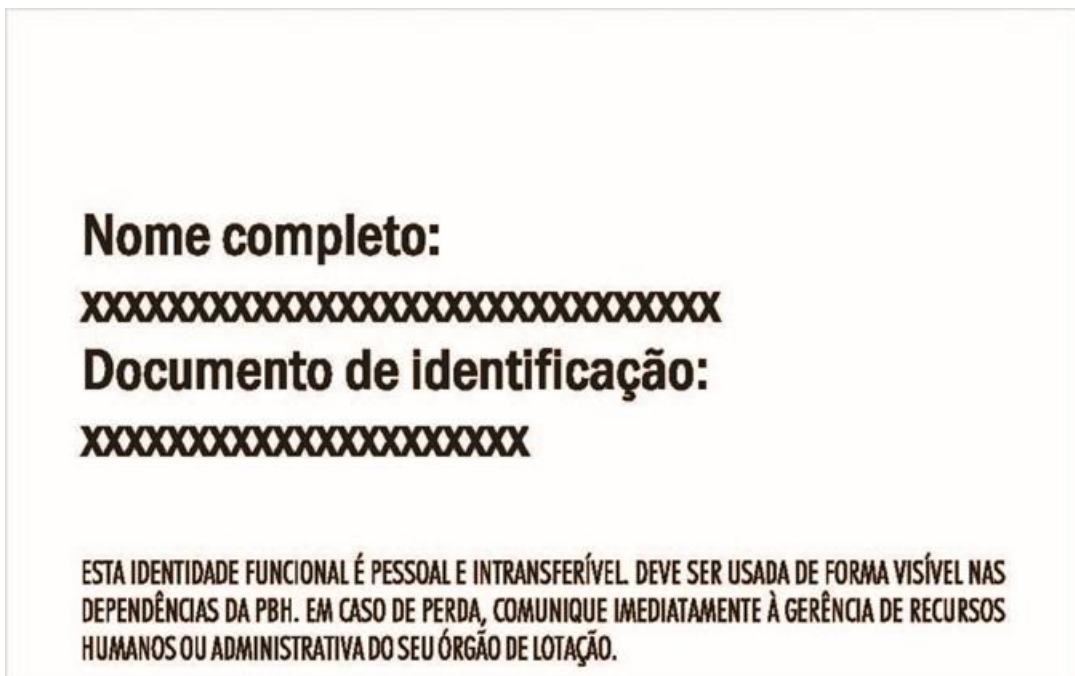 Nome completo:
XXXXXXXXXXXXXXXXXXXXXXXXXXXXXXX
Documento de identificação:
XXXXXXXXXXXXXXXXXXXXXX
ESTA IDENTIDADE FUNCIONAL É PESSOAL E INTRANSFERÍVEL. DEVE SER USADA DE FORMA VISÍVEL NAS
DEPENDÊNCIAS DA PBH. EM CASO DE PERDA, COMUNIQUE IMEDIATAMENTE À GERÊNCIA DE RECURSOS
HUMANOS OU ADMINISTRATIVA DO SEU ÓRGÃO DE LOTAÇÃO.